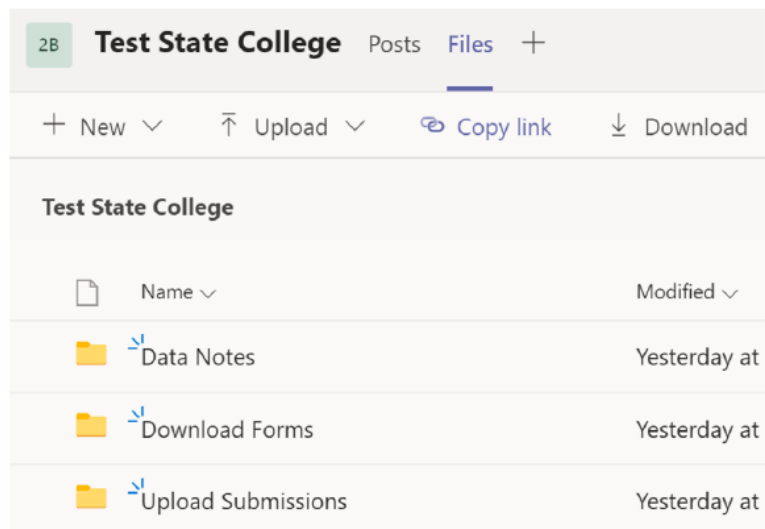 2B Test State College Posts Files
New Upload Copy link Download
Test State College
Name Modified
Data Notes Yesterday at
Download Forms Yesterday at
Upload Submissions Yesterday at